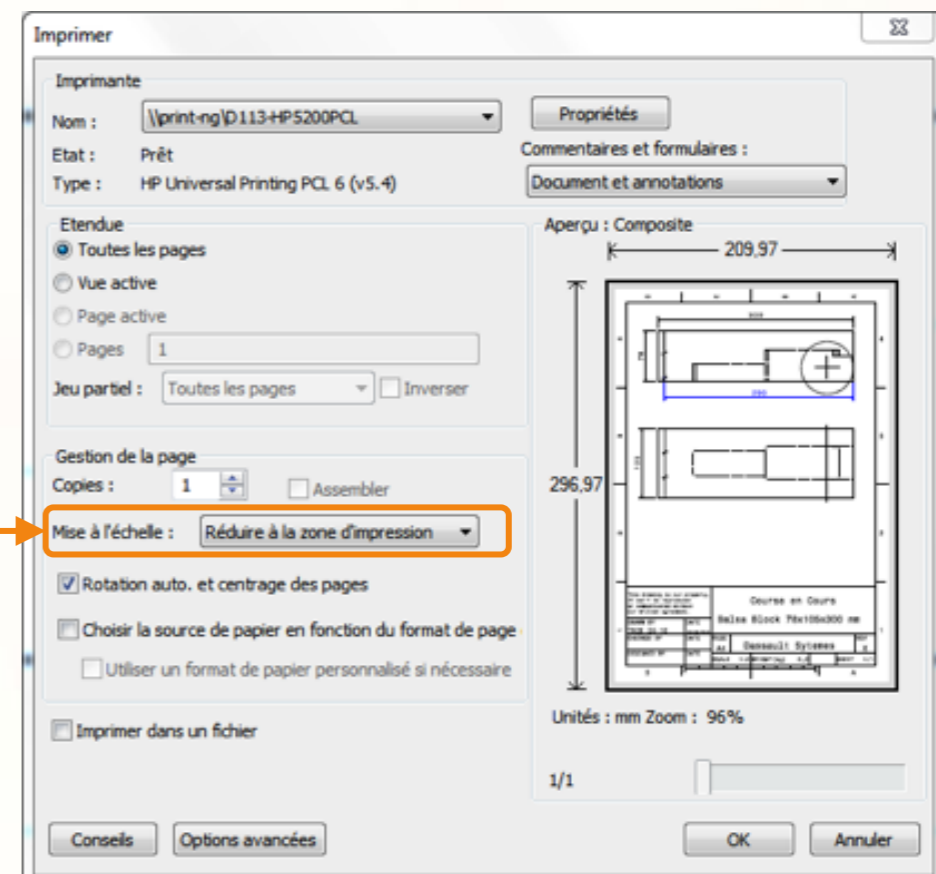 Imprimer
Imprimante
Nom : \\print-ng\D113-HP5200PCL Propriétés
Etat : Prêt Commentaires et formulaires :
Type : HP Universal Printing PCL 6 (v5.4) Document et annotations
Etendue
Toutes les pages
Vue active
Page active
Pages 1
Jeu partiel : Toutes les pages Inverser
Gestion de la page
Copies : 1 Assembler
Mise à l'échelle : Réduire à la zone d'impression
Rotation auto. et centrage des pages
Choisir la source de papier en fonction du format de page
Utiliser un format de papier personnalisé si nécessaire
Imprimer dans un fichier
Aperçu : Composite
209,97
296,97
Course en Cours
Balsa Block 78x105x300 mm
Dassault Sytemes
Unités : mm Zoom : 96%
1/1
Conseils Options avancées OK Annuler